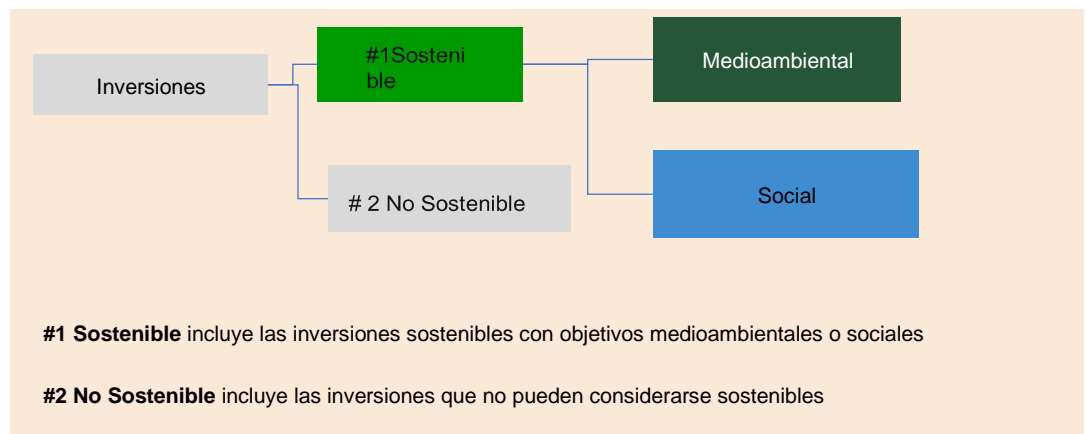 #1Sosteni
ble
Medioambiental
Inversiones
# 2 No Sostenible
Social
#1 Sostenible incluye las inversiones sostenibles con objetivos medioambientales o sociales
#2 No Sostenible incluye las inversiones que no pueden considerarse sostenibles